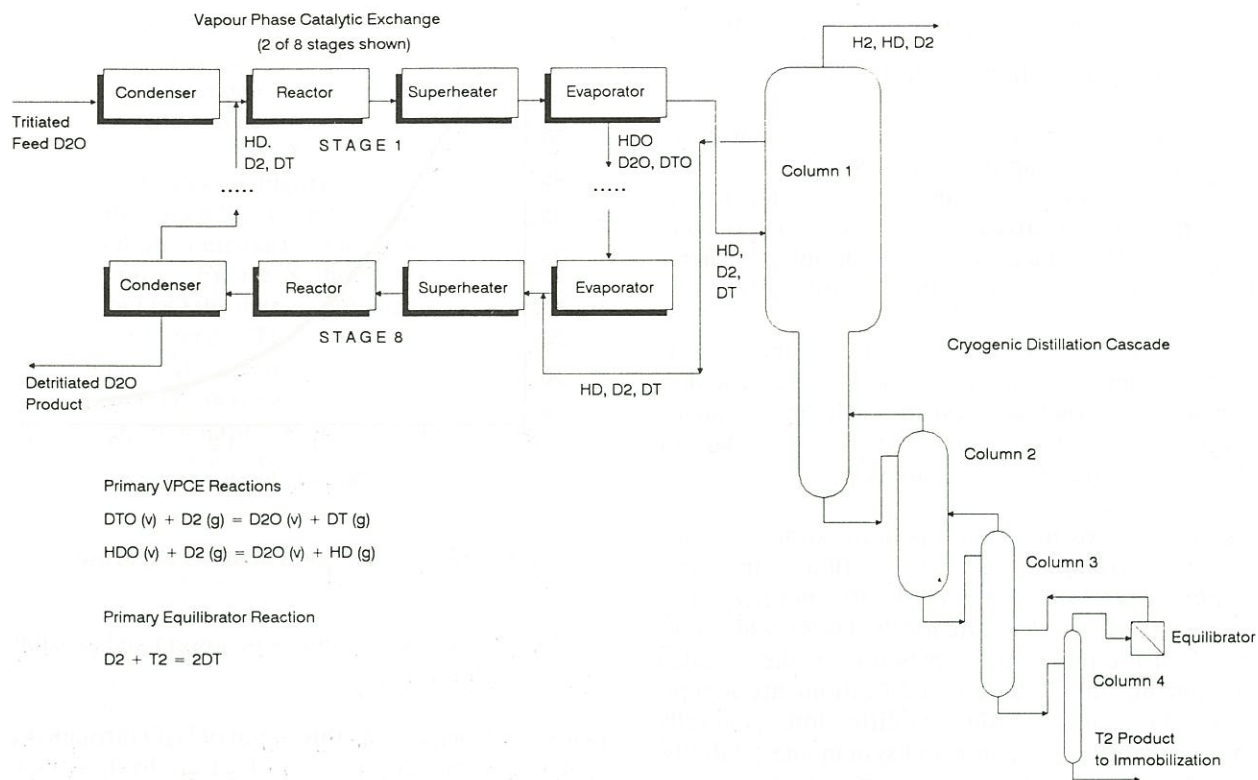 Vapour Phase Catalytic Exchange
(2 of 8 stages shown)
H2, HD, D2
Condenser
Reactor
Superheater
Evaporator
Tritiated
Feed D2O
HD.
D2, DT
STAGE 1
HDO
D2O, DTO
.....
.....
Column 1
HD,
D2,
DT
Condenser
Reactor
Superheater
Evaporator
STAGE 8
Detritiated D2O
Product
HD, D2, DT
Cryogenic Distillation Cascade
Column 2
Primary VPCE Reactions
DTO (v) + D2 (g) = D2O (v) + DT (g)
HDO (v) + D2 (g) = D2O (v) + HD (g)
Column 3
Primary Equilibrator Reaction
D2 + T2 = 2DT
Equilibrator
Column 4
T2 Product
to Immobilization